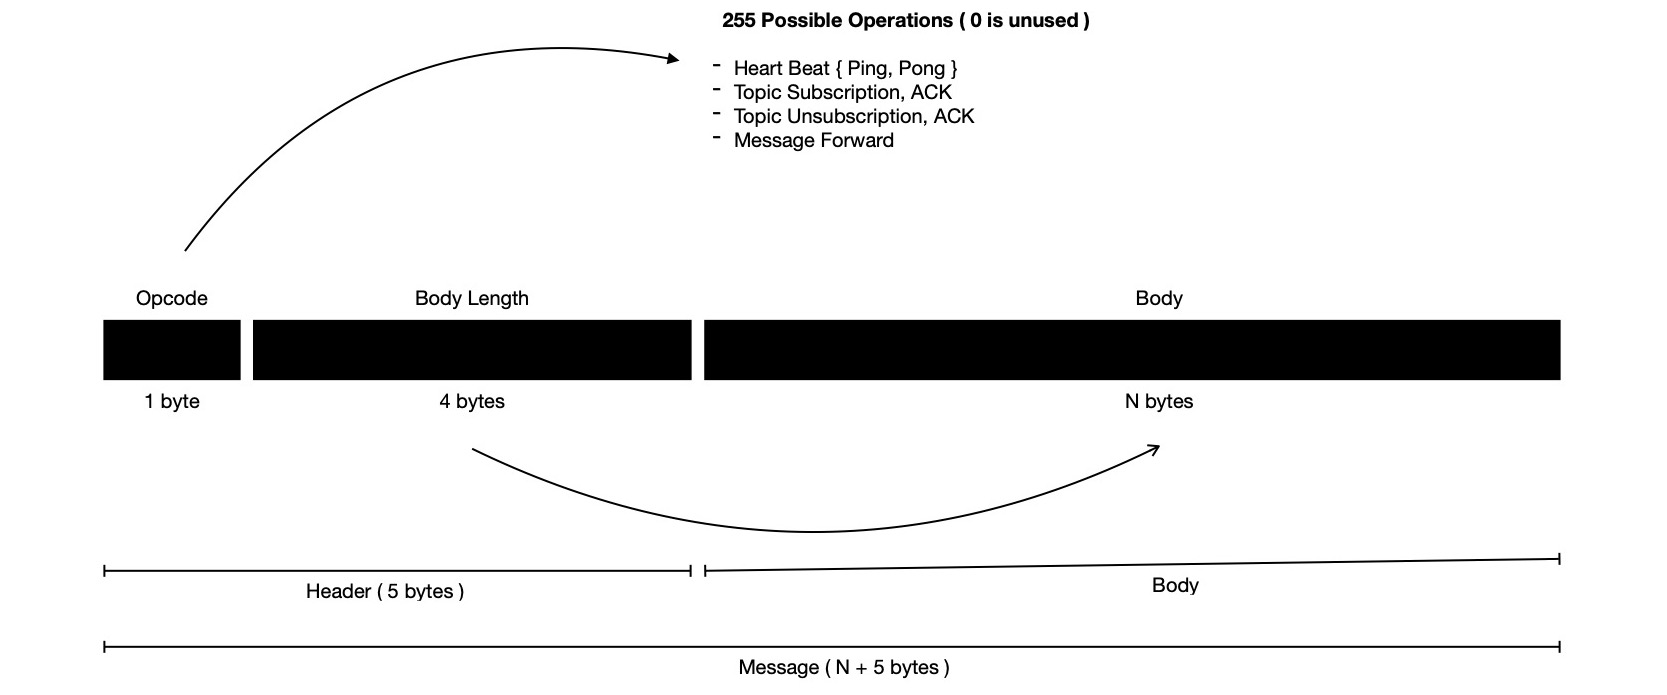 255 Possible Operations ( 0 is unused )
- Heart Beat { Ping, Pong }
- Topic Subscription, ACK
- Topic Unsubscription, ACK
- Message Forward
Opcode
Body Length
Body
1 byte
4 bytes
N bytes
Header ( 5 bytes )
Body
Message ( N + 5 bytes )